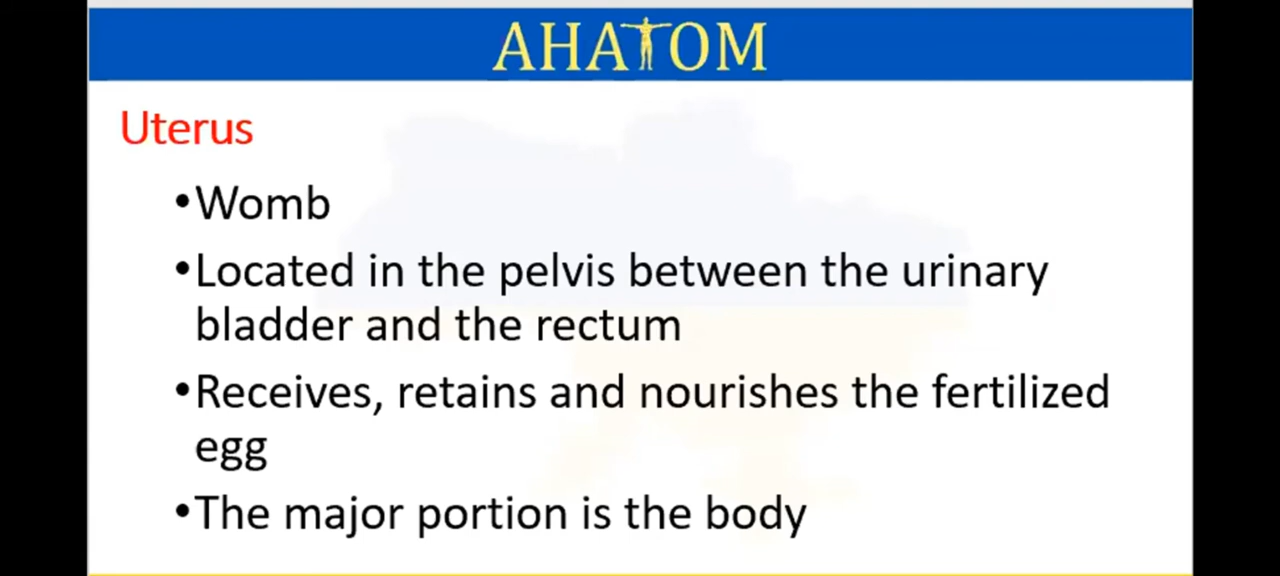 AHATOM
Uterus
•Womb
•Located in the pelvis between the urinary
bladder and the rectum
•Receives, retains and nourishes the fertilized
egg
•The major portion is the body